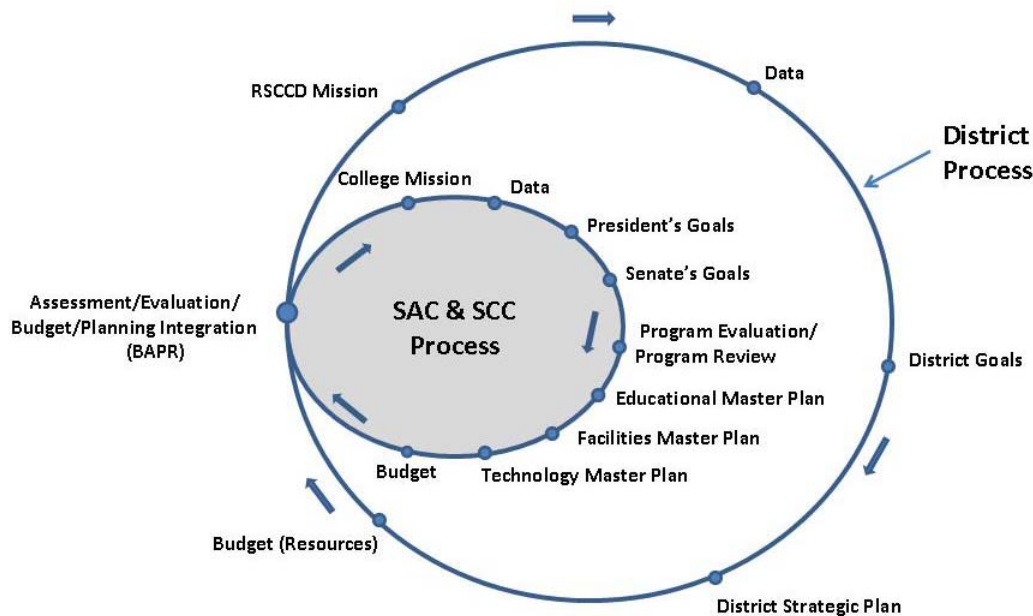 RSCCD Mission
Data
District
Process
College Mission
Data
President's Goals
Senate's Goals
Assessment/Evaluation/
Budget/Planning Integration
(BAPR)
SAC & SCC
Process
Program Evaluation/
Program Review
District Goals
Educational Master Plan
Facilities Master Plan
Budget
Technology Master Plan
Budget (Resources)
District Strategic Plan